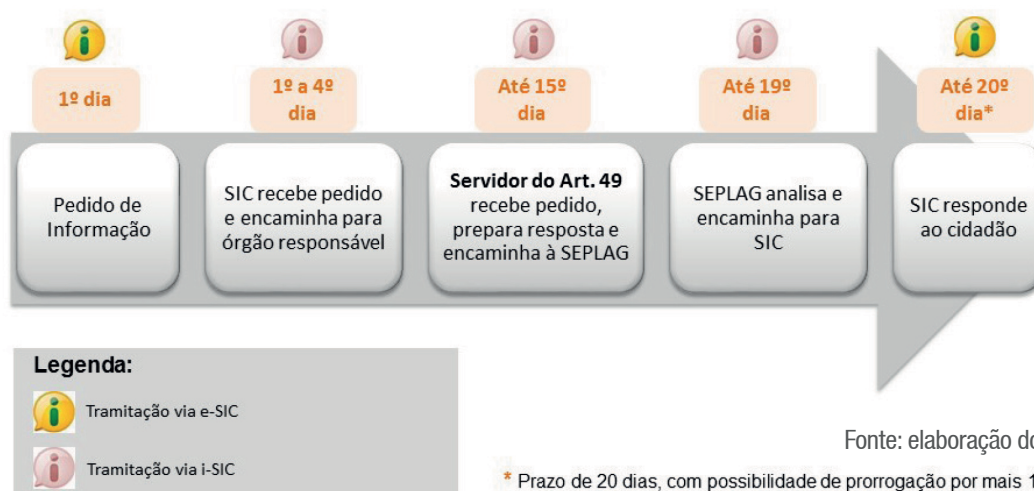 1º dia
1º a 4º
dia
Até 15º
dia
Até 19º
dia
Até 20º
dia*
Pedido de
Informação
SIC recebe pedido
e encaminha para
órgão responsável
Servidor do Art. 49
recebe pedido,
prepara resposta e
encaminha à SEPLAG
SEPLAG analisa e
encaminha para
SIC
SIC responde
ao cidadão
Legenda:
Tramitação via e-SIC
Tramitação via i-SIC
Fonte: elaboração
* Prazo de 20 dias, com possibilidade de prorrogação por mais